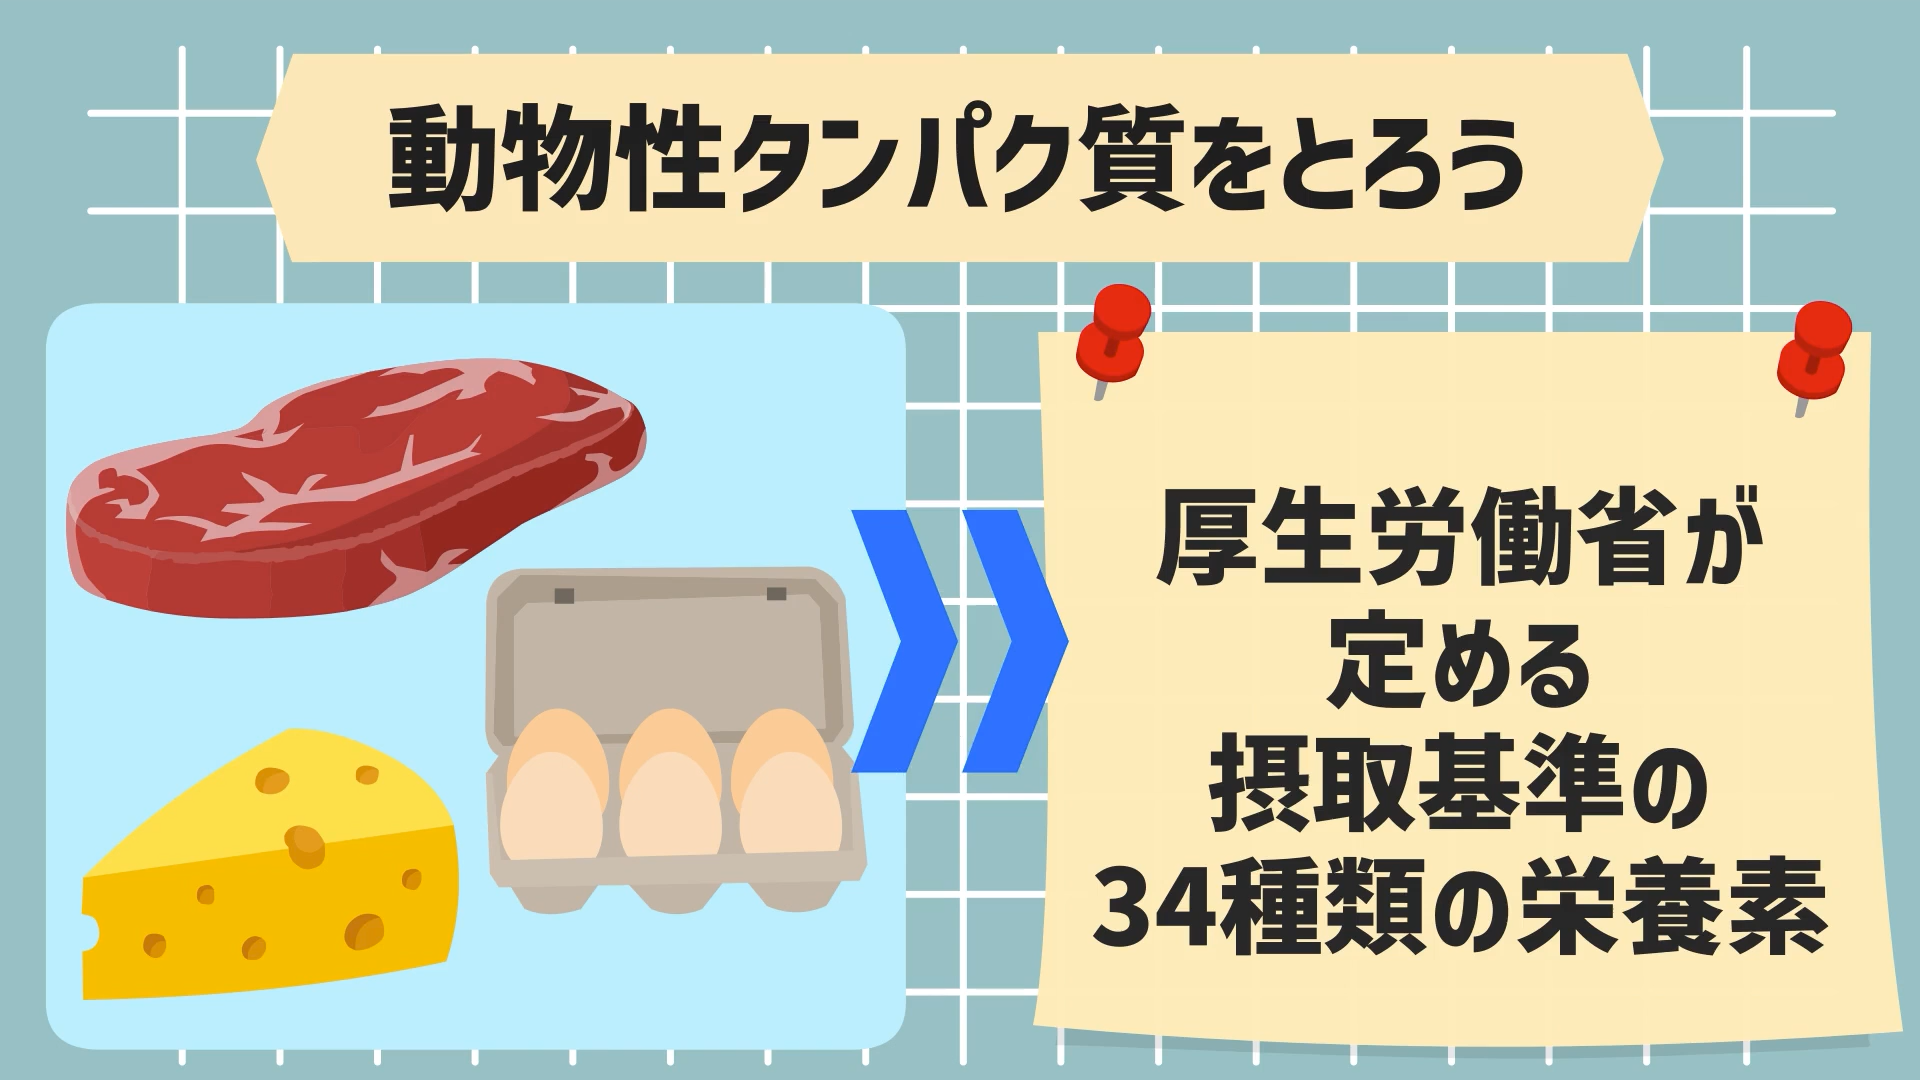 動物性タンパク質をとろう
厚生労働省が
定める
摂取基準の
34種類の栄養素